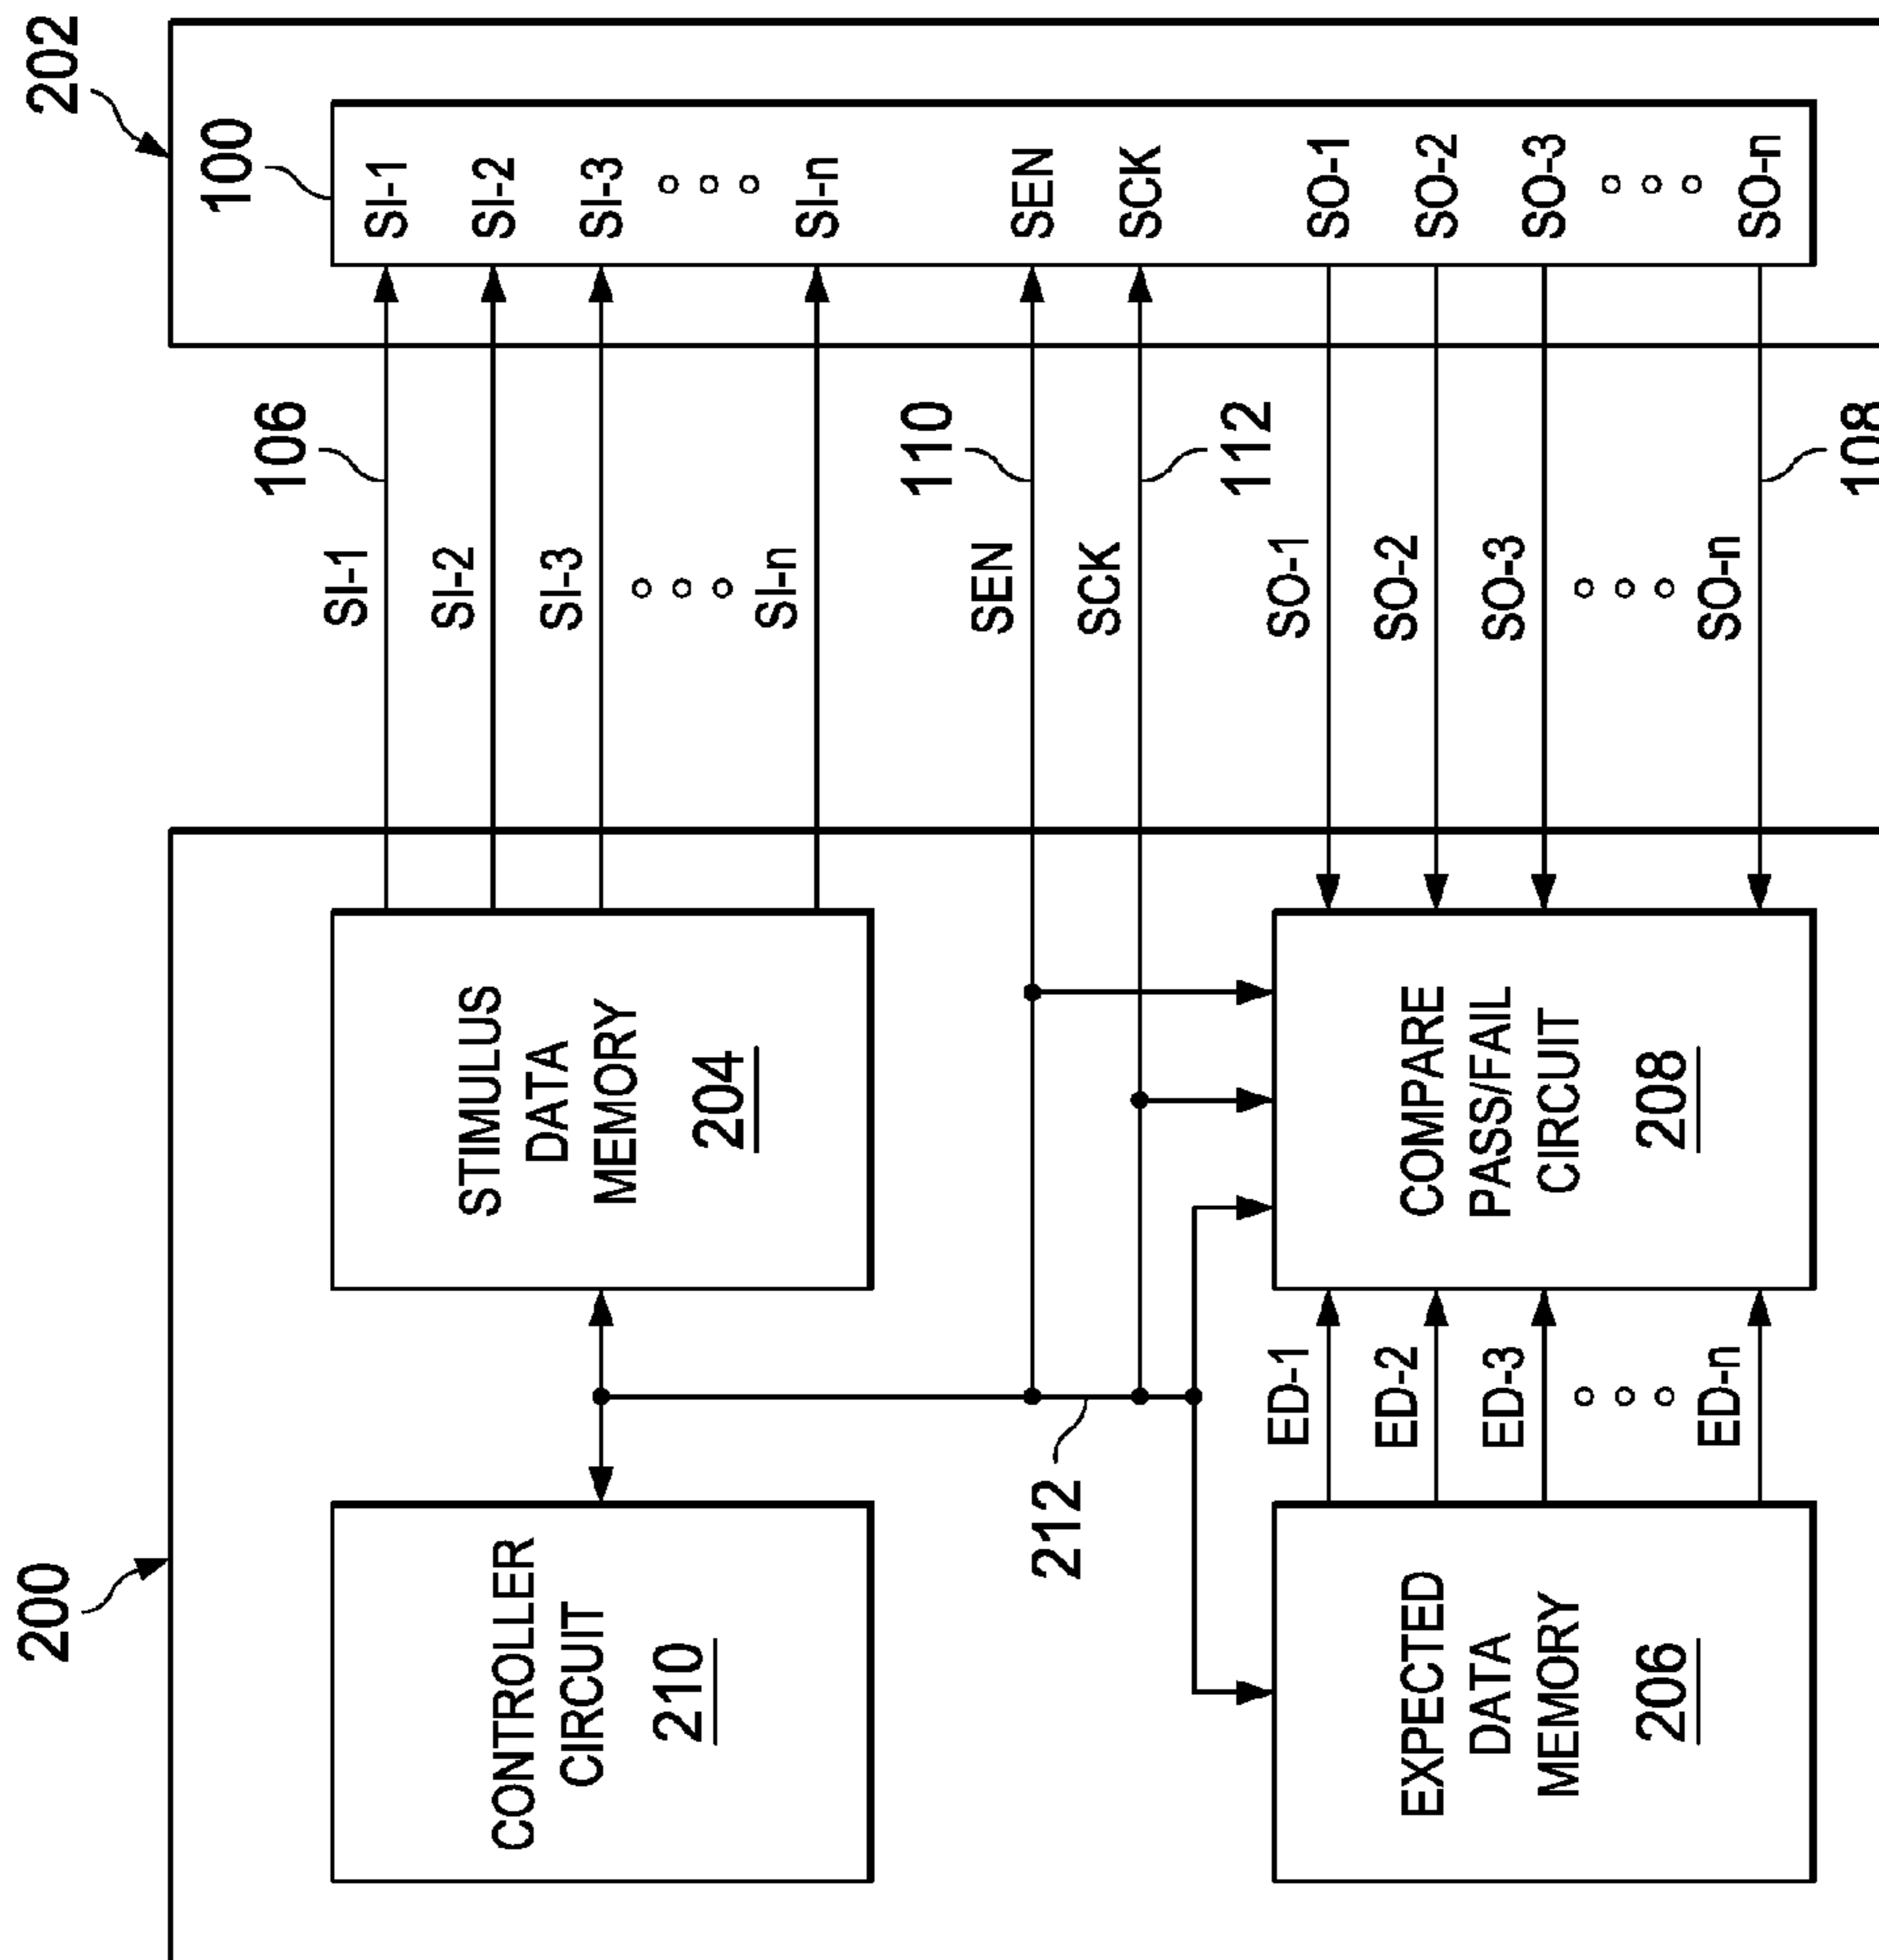 200
202
CONTROLLER
CIRCUIT
210
STIMULUS
DATA
MEMORY
204
SI-1
106
SI-2
SI-3
SI-n
100
SI-1
SI-2
SI-3
SI-n
SEN
SCK
SO-1
SO-2
SO-3
SO-n
212
SEN
110
SCK
112
EXPECTED
DATA
MEMORY
206
ED-1
ED-2
ED-3
ED-n
COMPARE
PASS/FAIL
CIRCUIT
208
SO-1
SO-2
SO-3
SO-n
108